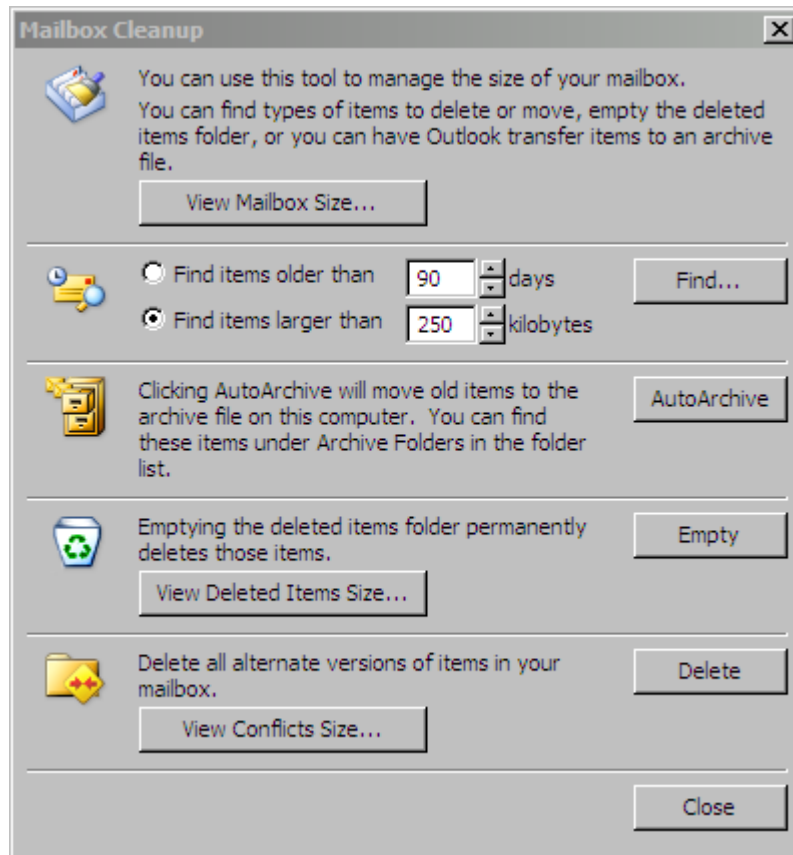 Mailbox Cleanup
You can use this tool to manage the size of your mailbox.
You can find types of items to delete or move, empty the deleted
items folder, or you can have Outlook transfer items to an archive
file.
View Mailbox Size...
Find items older than 90 days
Find...
Find items larger than 250 kilobytes
Clicking AutoArchive will move old items to the
archive file on this computer.  You can find
these items under Archive Folders in the folder
list.
AutoArchive
Emptying the deleted items folder permanently
deletes those items.
Empty
View Deleted Items Size...
Delete all alternate versions of items in your
mailbox.
Delete
View Conflicts Size...
Close